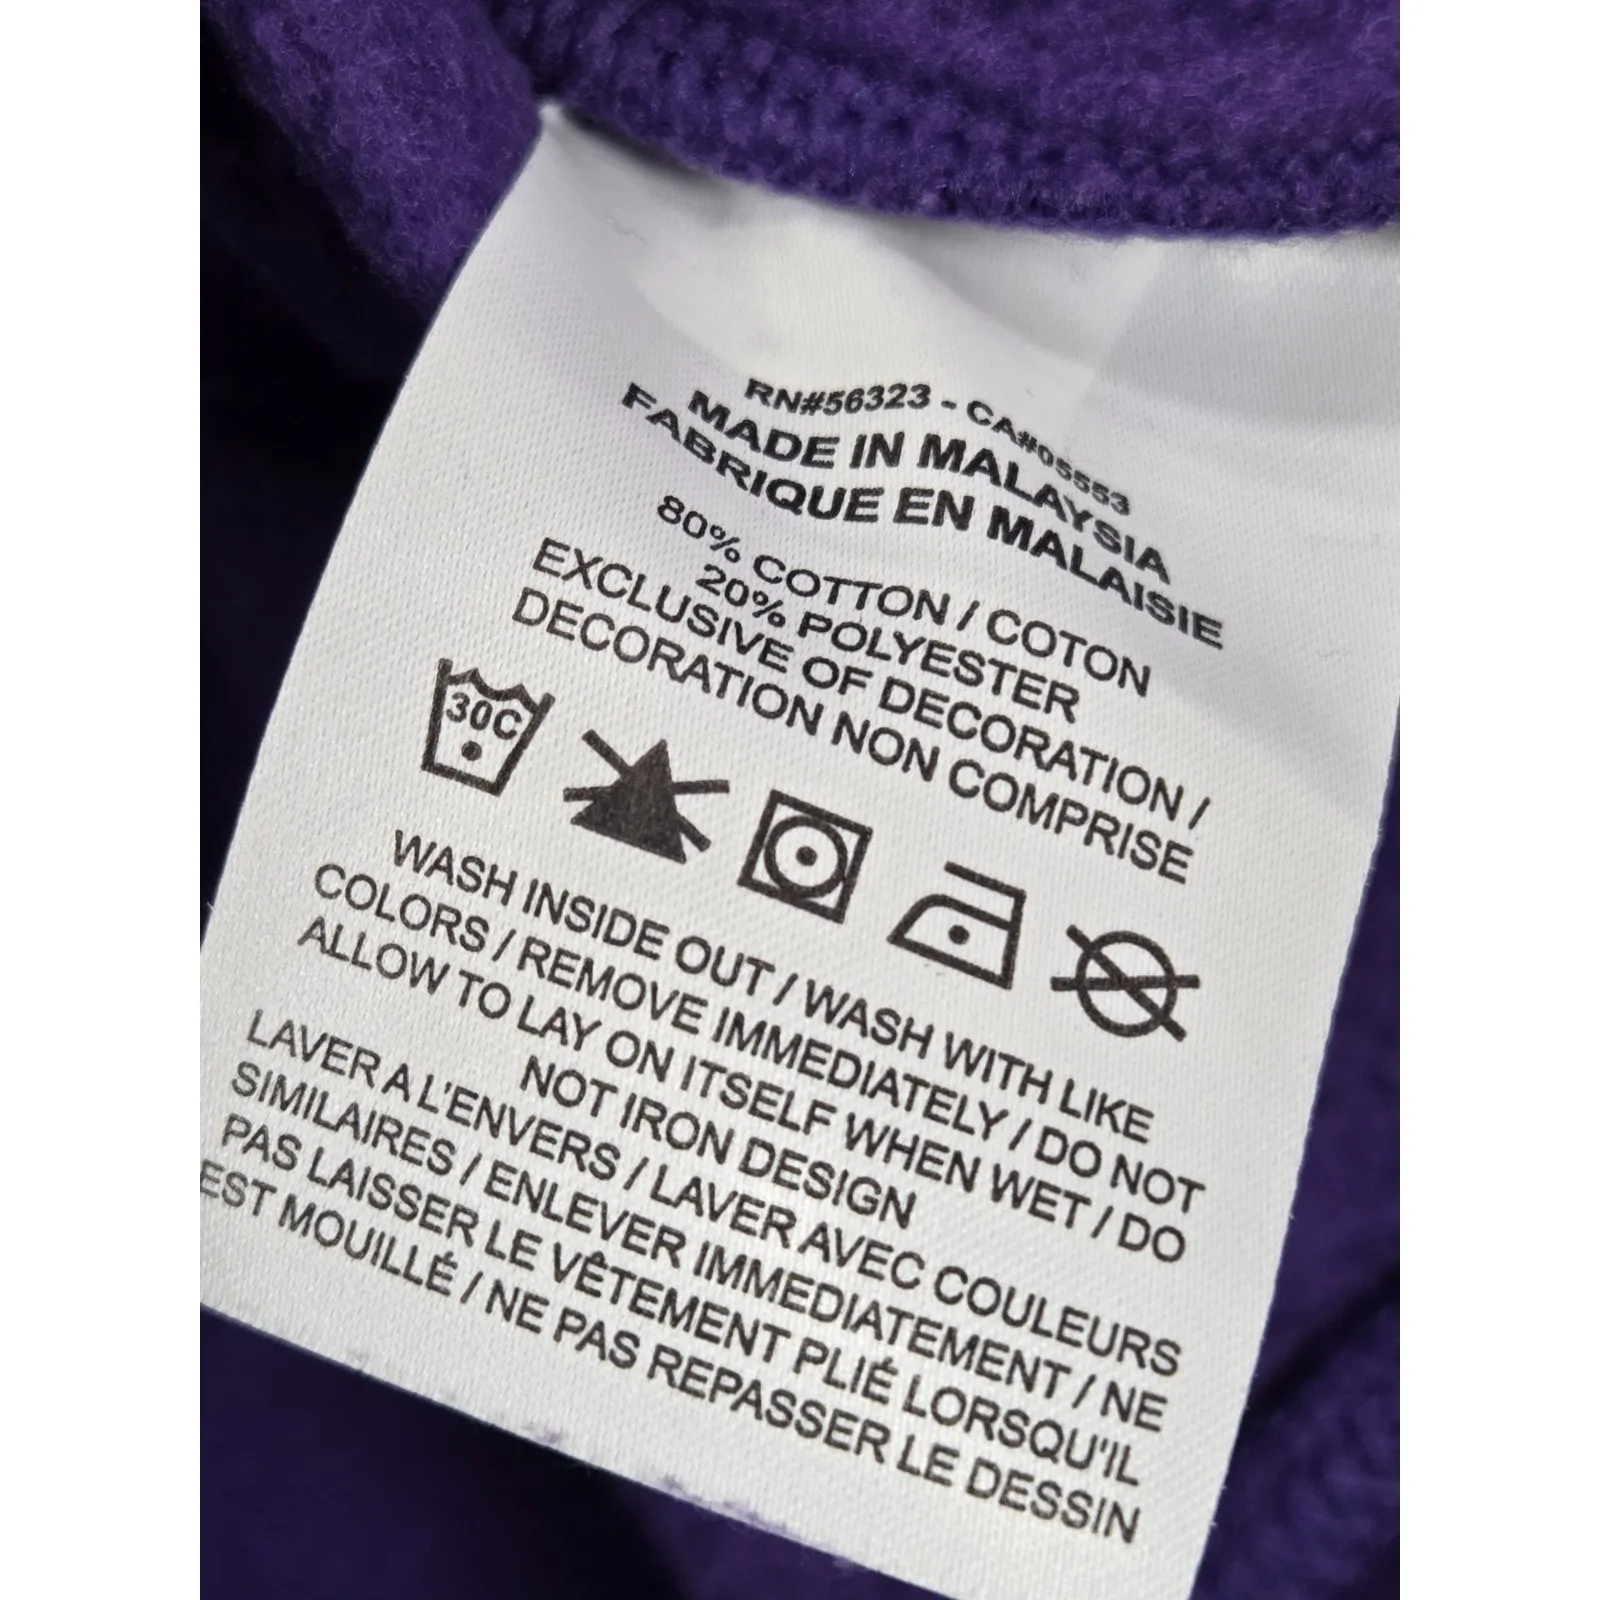 RN#56323 - CA#05553
MADE IN MALAYSIA
FABRIQUE EN MALAISIE
80% COTTON / COTON
20% POLYESTER
EXCLUSIVE OF DECORATION /
DECORATION NON COMPRISE
30C
WASH INSIDE OUT / WASH WITH LIKE
COLORS / REMOVE IMMEDIATELY / DO NOT
ALLOW TO LAY ON ITSELF WHEN WET / DO
NOT IRON DESIGN
LAVER A L'ENVERS / LAVER AVEC COULEURS
SIMILAIRES / ENLEVER IMMEDIATEMENT / NE
PAS LAISSER LE VÊTEMENT PLIÉ LORSQU'IL
EST MOUILLÉ / NE PAS REPASSER LE DESSIN